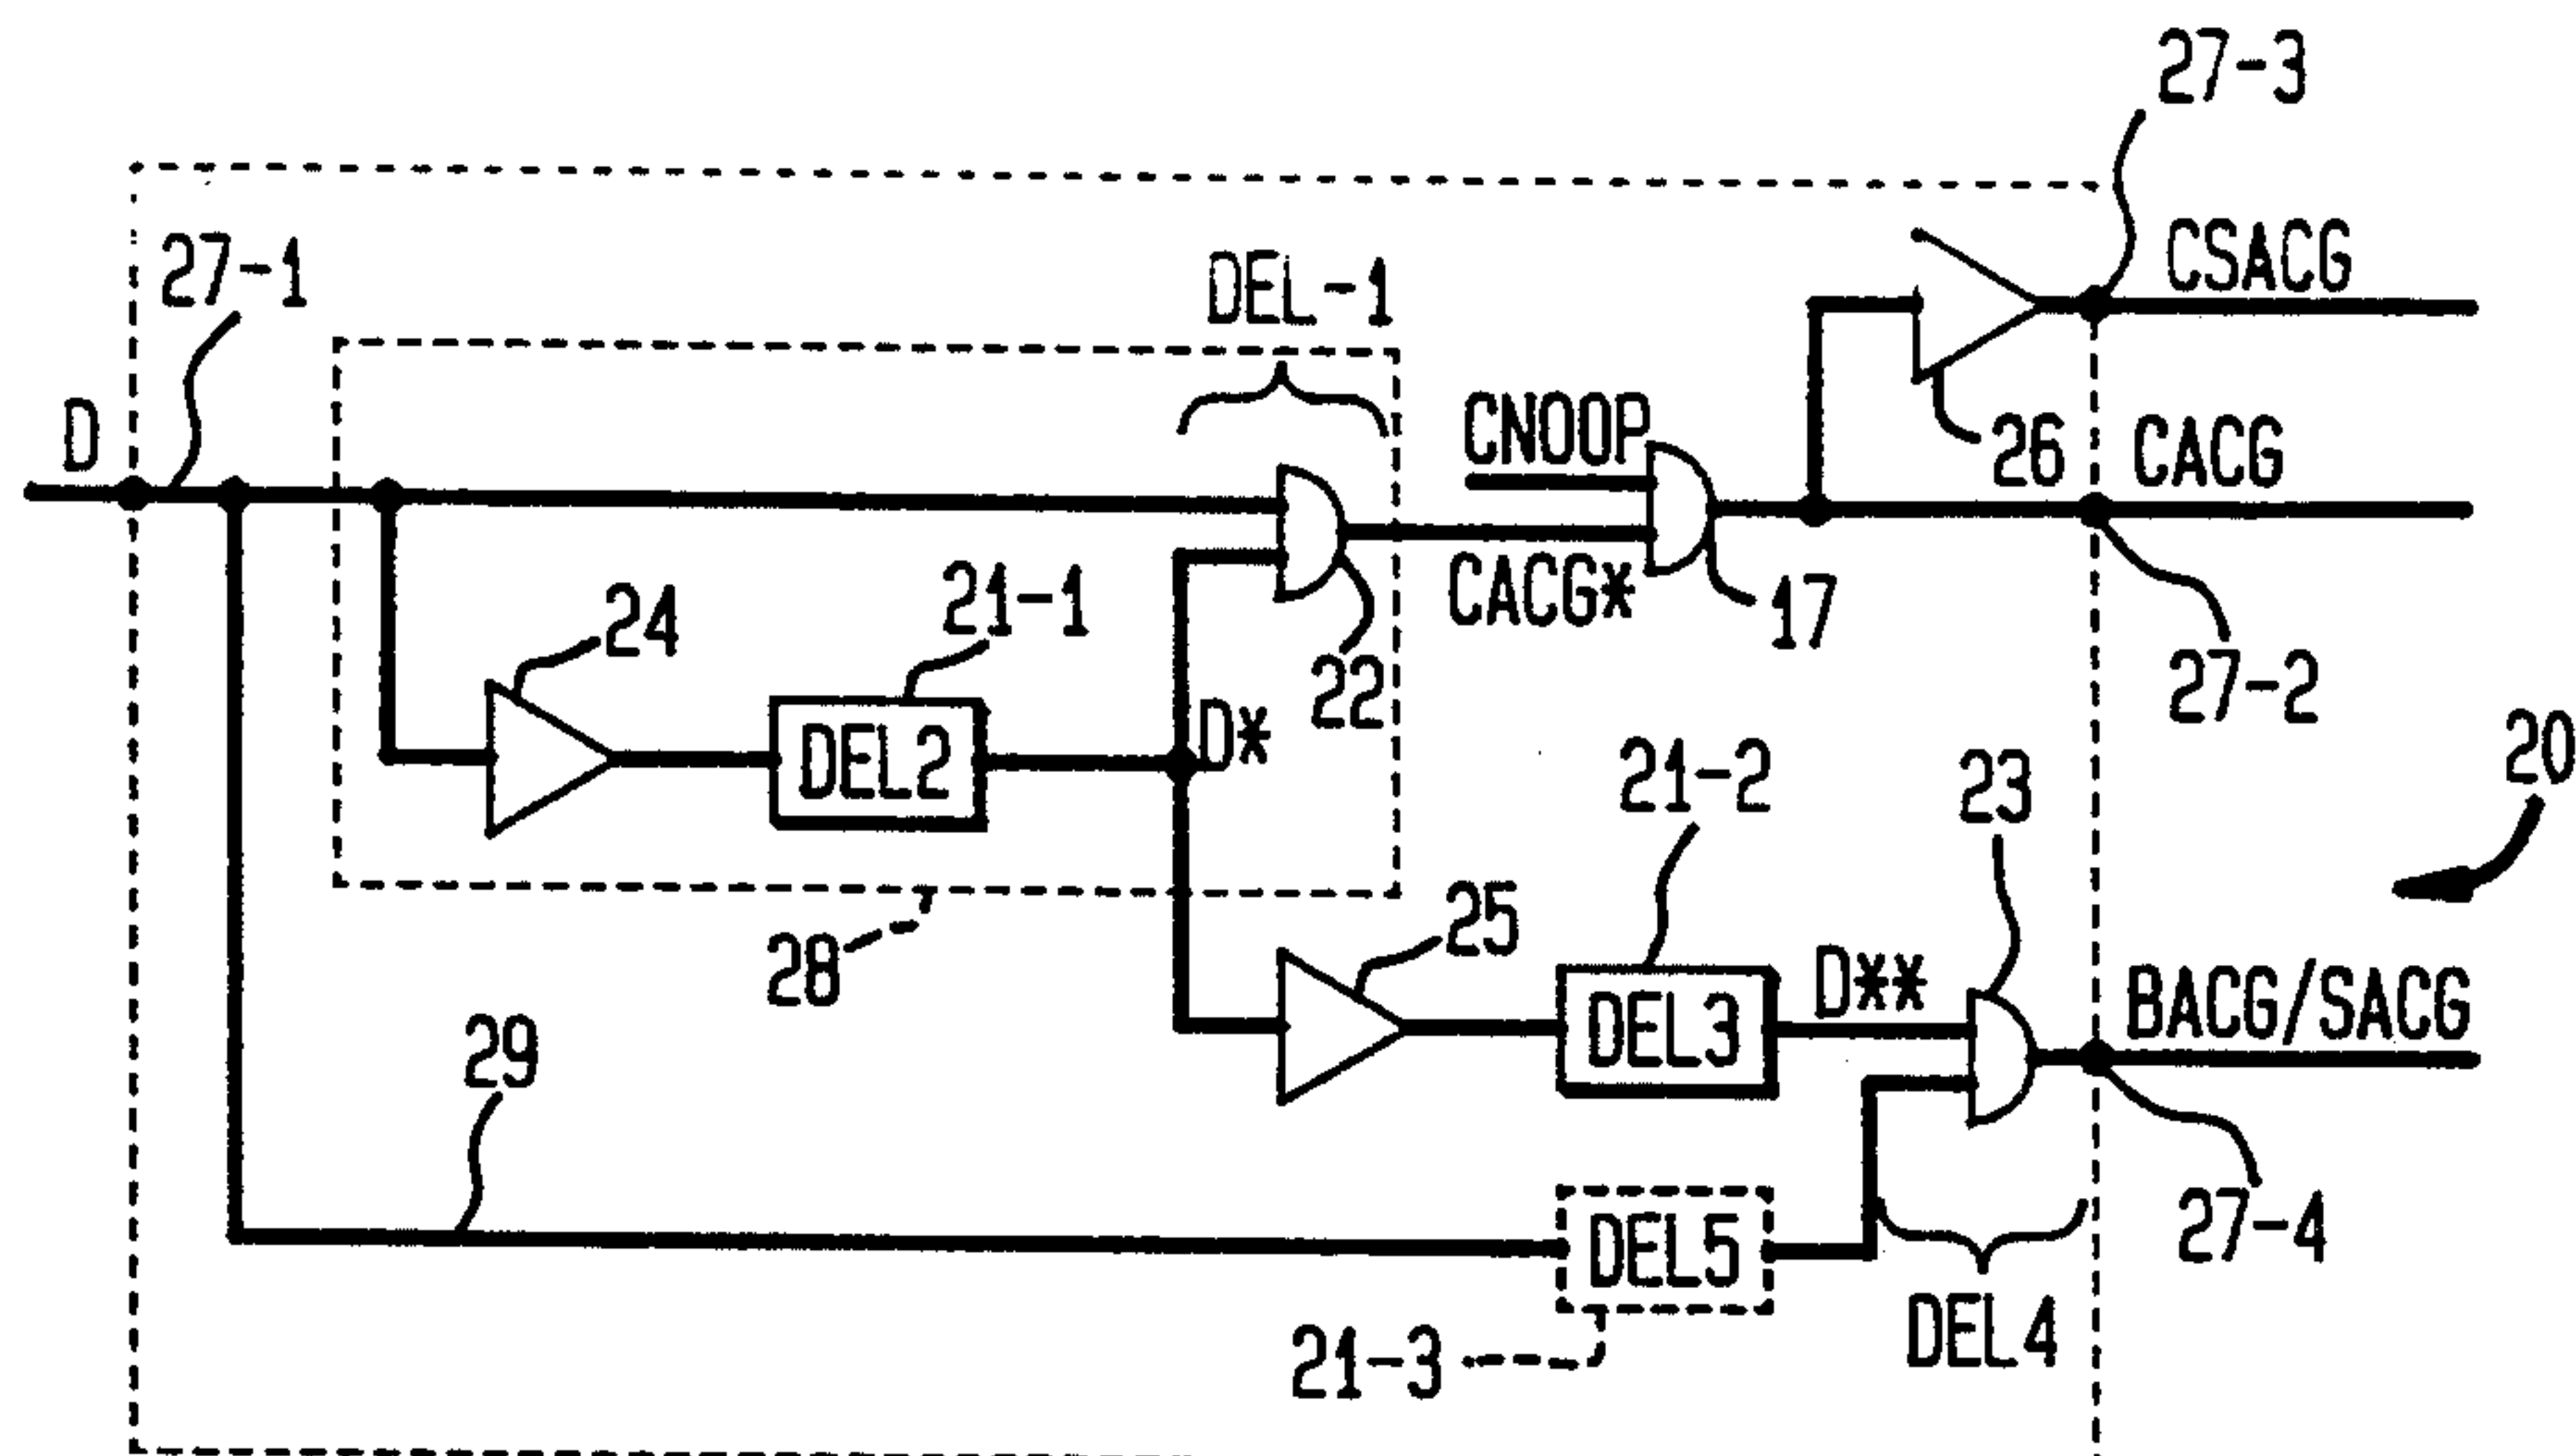 27-3
27-1
DEL-1
CSACG
D
CNOOP
26
CACG
24
21-1
CACG*
17
22
27-2
DEL2
D*
21-2
23
20
28
25
D**
BACG/SACG
29
DEL3
DEL5
27-4
21-3
DEL4